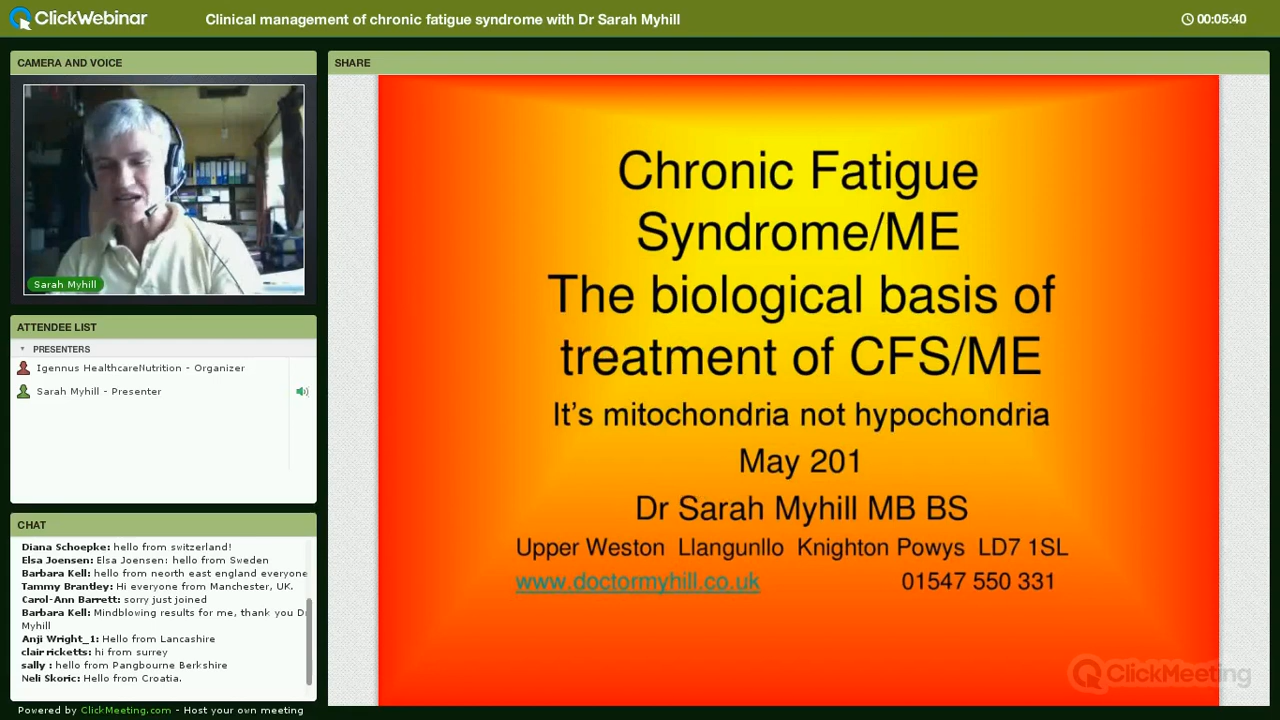 ClickWebinar
Clinical management of chronic fatigue syndrome with Dr Sarah Myhill
00:05:40
CAMERA AND VOICE
Sarah Myhill
ATTENDEE LIST
PRESENTERS
Igennus HealthcareNutrition - Organizer
Sarah Myhill - Presenter
CHAT
Diana Schoepke: hello from switzerland!
Elsa Joensen: Elsa Joensen: hello from Sweden
Barbara Kell: hello from neorth east england everyone
Tammy Brantley: Hi everyone from Manchester, UK.
Carol-Ann Barrett: sorry just joined
Barbara Kell: Mindblowing results for me, thank you Dr
Myhill
Anji Wright_1: Hello from Lancashire
clair ricketts: hi from surrey
sally : hello from Pangbourne Berkshire
Neli Skoric: Hello from Croatia.
Powered by ClickMeeting.com - Host your own meeting
SHARE
Chronic Fatigue
Syndrome/ME
The biological basis of
treatment of CFS/ME
It's mitochondria not hypochondria
May 201
Dr Sarah Myhill MB BS
Upper Weston Llangunllo Knighton Powys LD7 1SL
www.doctormyhill.co.uk 01547 550 331
ClickMeeting